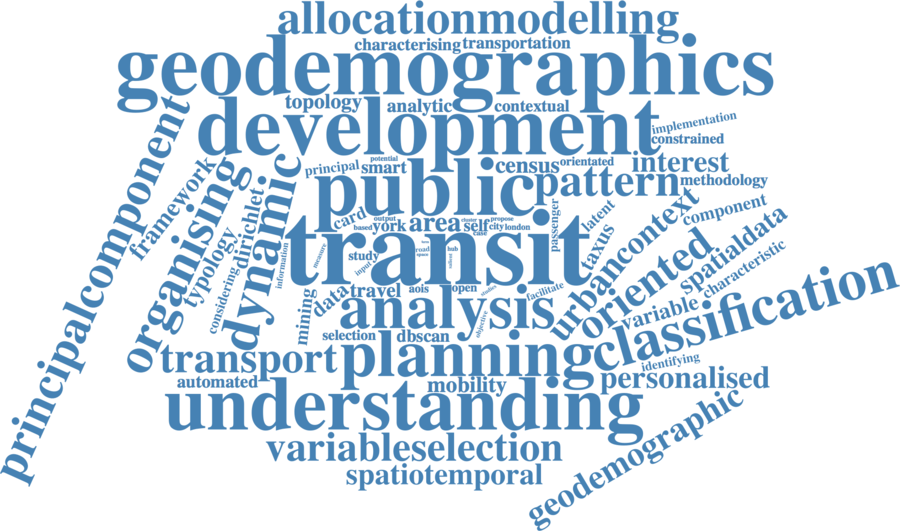 allocationmodelling
characterising
transportation
geodemographics
topology
analytic
contextual
development
implementation
constrained
principalcomponent
framework
organising
typology
dirichlet
considering
dynamic
information
principal
potential
smart
census
orientated
interest
public
pattern
methodology
card
output
based
york
area
cluster
self
propose
city
london
case
passenger
latent
taxus
urbancontext
component
transit
study
input
measure
road
space
hub
oriented
spatialdata
characteristic
variable
mining
data
travel
aois
open
studies
facilitate
analysis
objective
classification
selection
dbscan
transport
planning
identifying
automated
mobility
personalised
understanding
geodemographic
variableselection
spatiotemporal